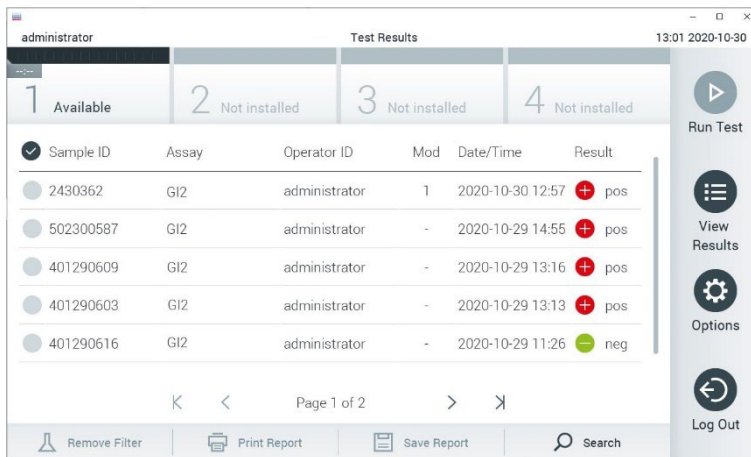 administrator Test Results 13:01 2020-10-30
--:--
1 Available 2 Not installed 3 Not installed 4 Not installed
Run Test
Sample ID Assay Operator ID Mod Date/Time Result
2430362 GI2 administrator 1 2020-10-30 12:57 pos
502300587 GI2 administrator - 2020-10-29 14:55 pos
View
Results
401290609 GI2 administrator - 2020-10-29 13:16 pos
401290603 GI2 administrator - 2020-10-29 13:13 pos
Options
401290616 GI2 administrator - 2020-10-29 11:26 neg
Page 1 of 2
Log Out
Remove Filter Print Report Save Report Search